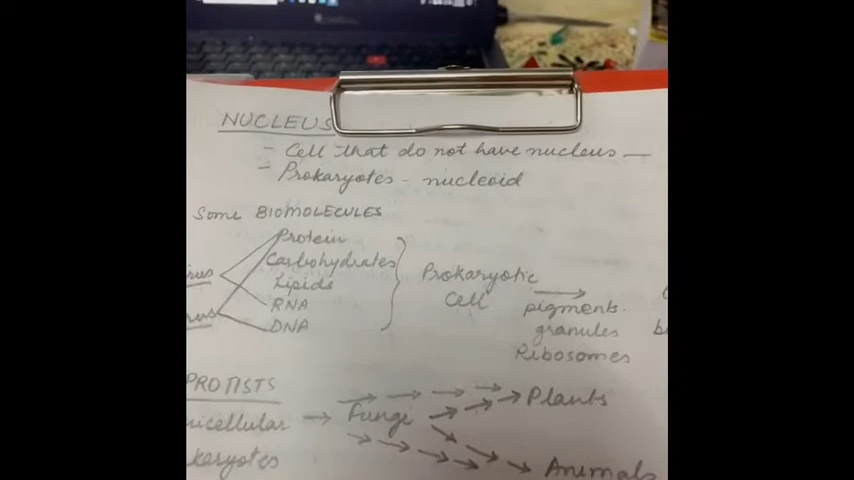 NUCLEUS
- Cell that do not have nucleus —
- Prokaryotes - nucleoid
Some BIOMOLECULES
Protein
Carbohydrates
Lipids
RNA
DNA
Prokaryotic
Cell
pigments.
granules
Ribosomes
PROTISTS
Fungi
Plants
Animals